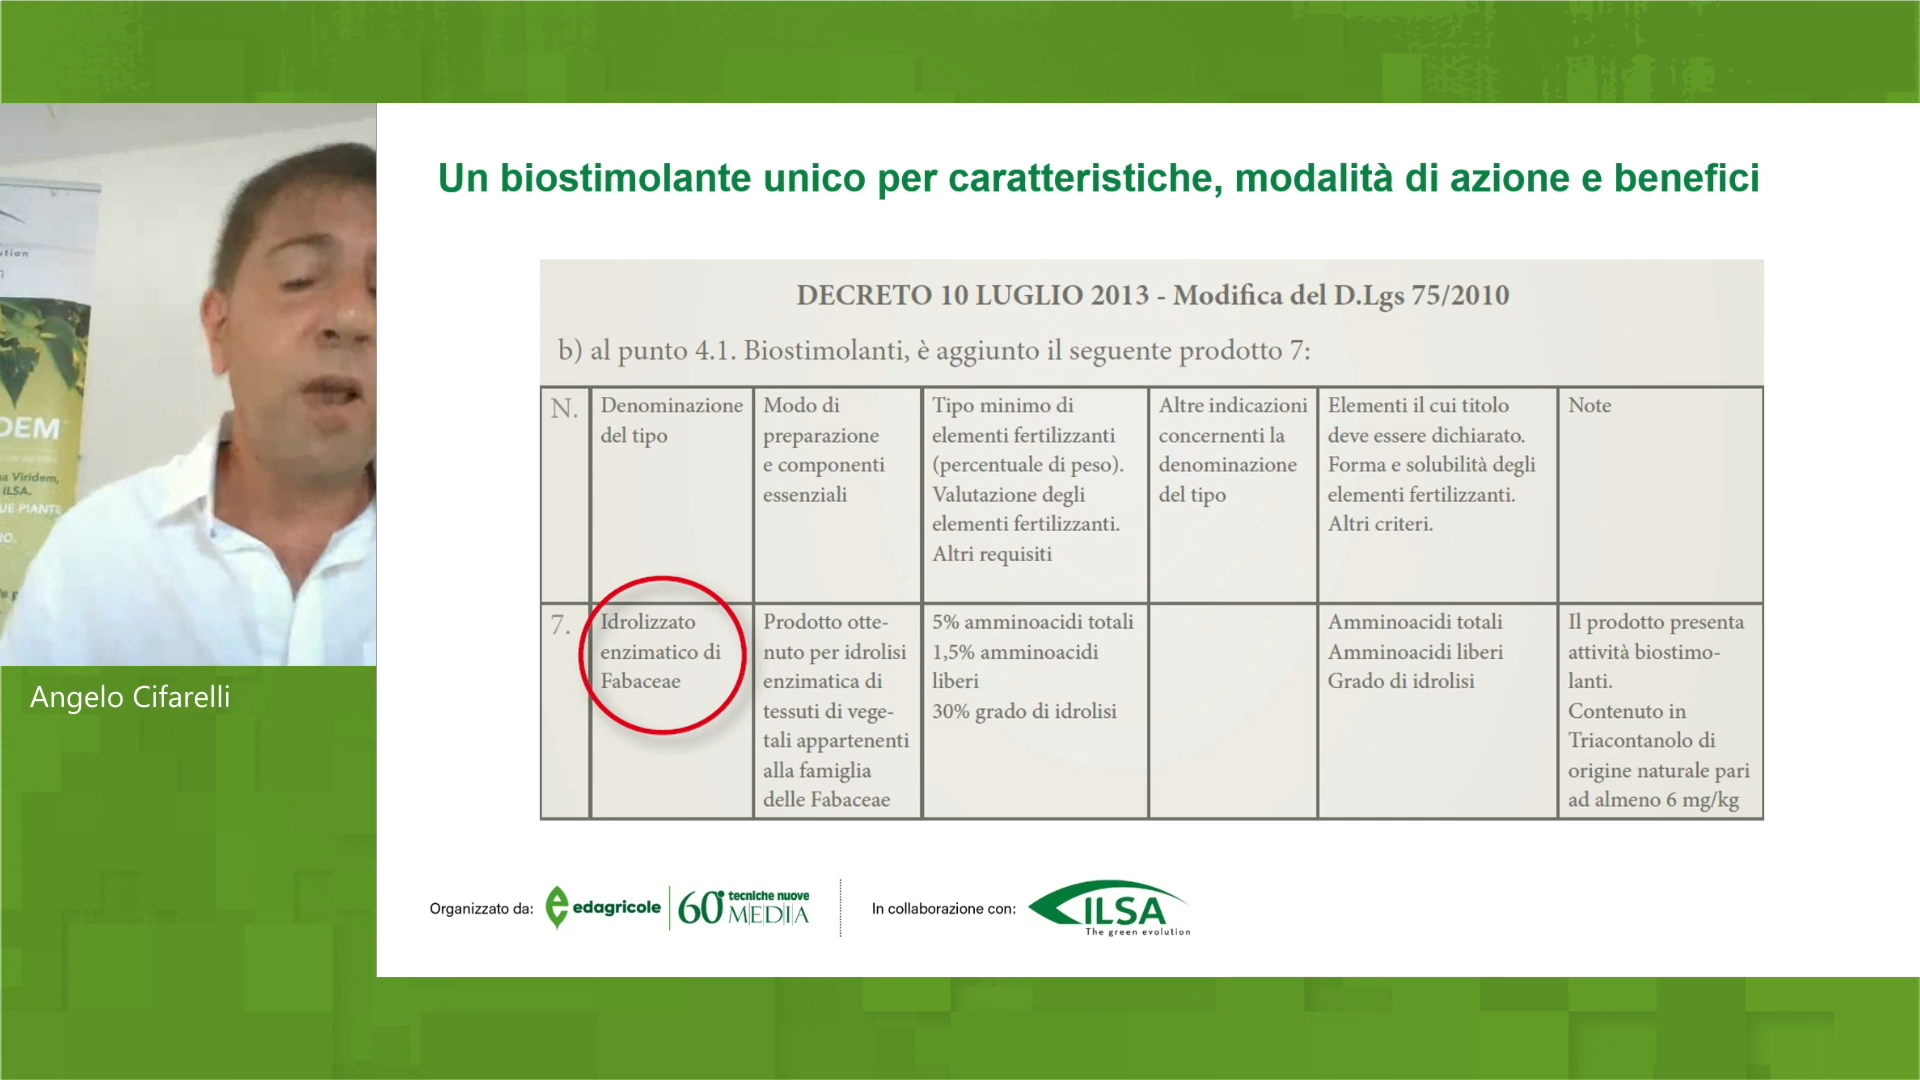 Un biostimolante unico per caratteristiche, modalità di azione e benefici
DECRETO 10 LUGLIO 2013 - Modifica del D.Lgs 75/2010
b) al punto 4.1. Biostimolanti, è aggiunto il seguente prodotto 7:
N.
Denominazione
del tipo
Modo di
preparazione
e componenti
essenziali
Tipo minimo di
elementi fertilizzanti
(percentuale di peso).
Valutazione degli
elementi fertilizzanti.
Altri requisiti
Altre indicazioni
concernenti la
denominazione
del tipo
Elementi il cui titolo
deve essere dichiarato.
Forma e solubilità degli
elementi fertilizzanti.
Altri criteri.
Note
7.
Idrolizzato
enzimatico di
Fabaceae
Prodotto otte-
nuto per idrolisi
enzimatica di
tessuti di vege-
tali appartenenti
alla famiglia
delle Fabaceae
5% amminoacidi totali
1,5% amminoacidi
liberi
30% grado di idrolisi
Amminoacidi totali
Amminoacidi liberi
Grado di idrolisi
Il prodotto presenta
attività biostimo-
lanti.
Contenuto in
Triacontanolo di
origine naturale pari
ad almeno 6 mg/kg
DEM
Viridem,
ILSA.
UE PIANTE
Angelo Cifarelli
Organizzato da:
edagricole
60° tecniche nuove
MEDIA
In collaborazione con:
ILSA
The green evolution